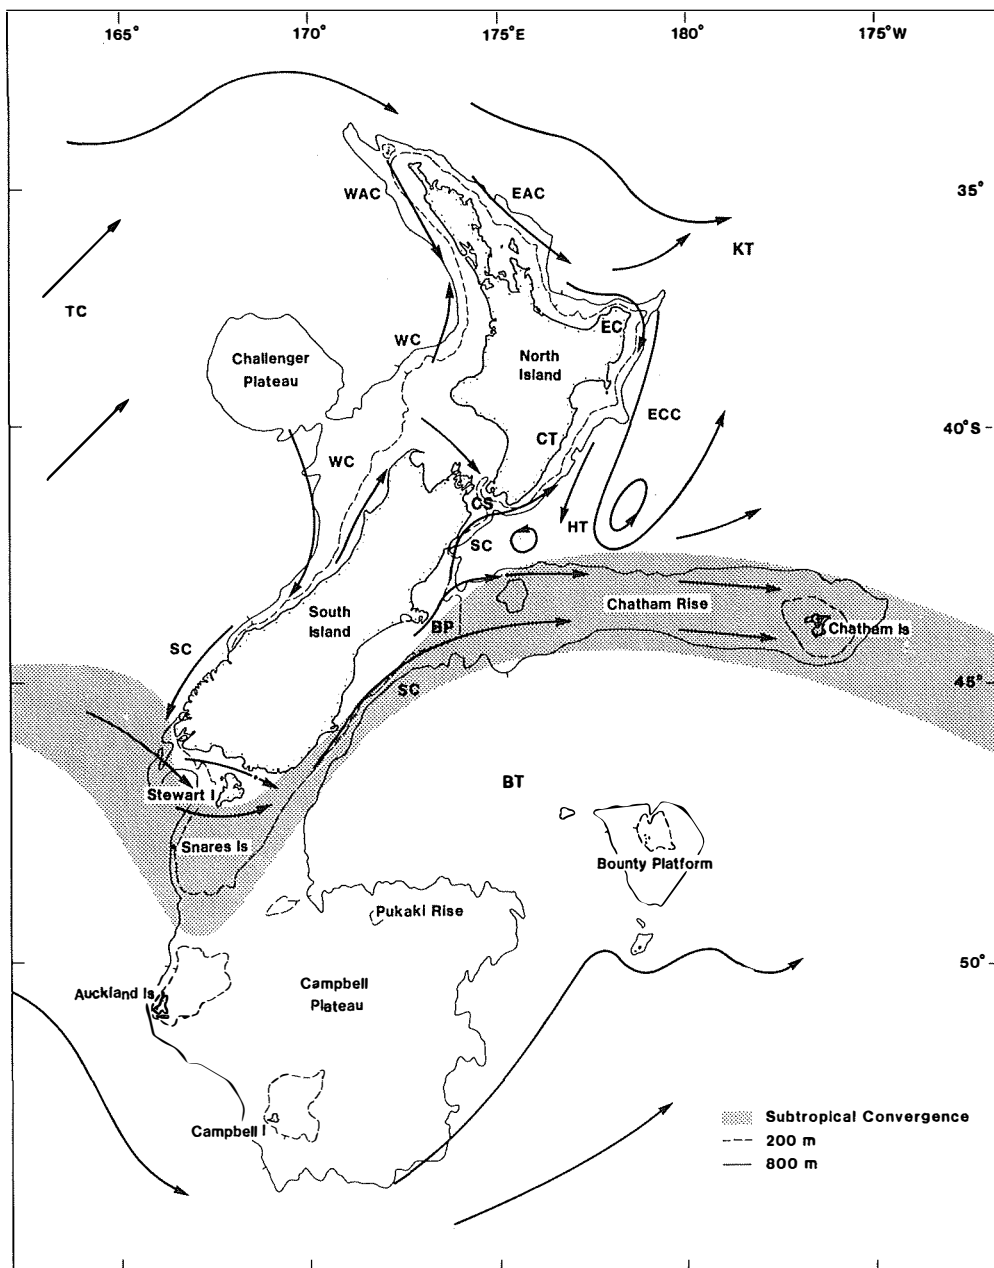 165°
170°
175°E
180°
175°W
35°
WAC
EAC
KT
TC
EC
WC
Challenger
Plateau
North
Island
ECC
40°S
CT
WC
CS
HT
SC
South
Island
Chatham Rise
BP
Chatham Is
SC
SC
45°
BT
Stewart I
Snares Is
Bounty Platform
Pukaki Rise
50°
Auckland Is
Campbell
Plateau
Campbell I
Subtropical Convergence
200 m
800 m